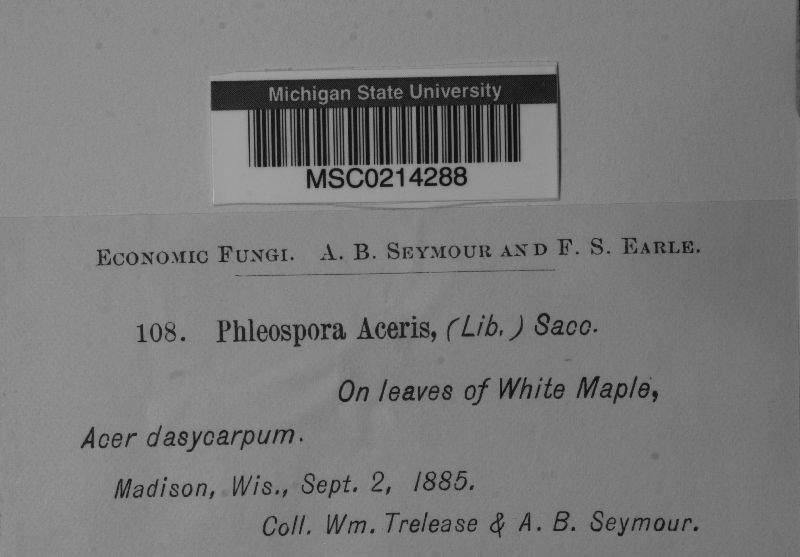 Michigan State University
MSC0214288
ECONOMIC FUNGI. A. B. SEYMOUR AND F. S. EARLE.
108. Phleospora Aceris, (Lib.) Sacc.
On leaves of White Maple,
Acer dasycarpum.
Madison, Wis., Sept. 2, 1885.
Coll. Wm. Trelease & A. B. Seymour.